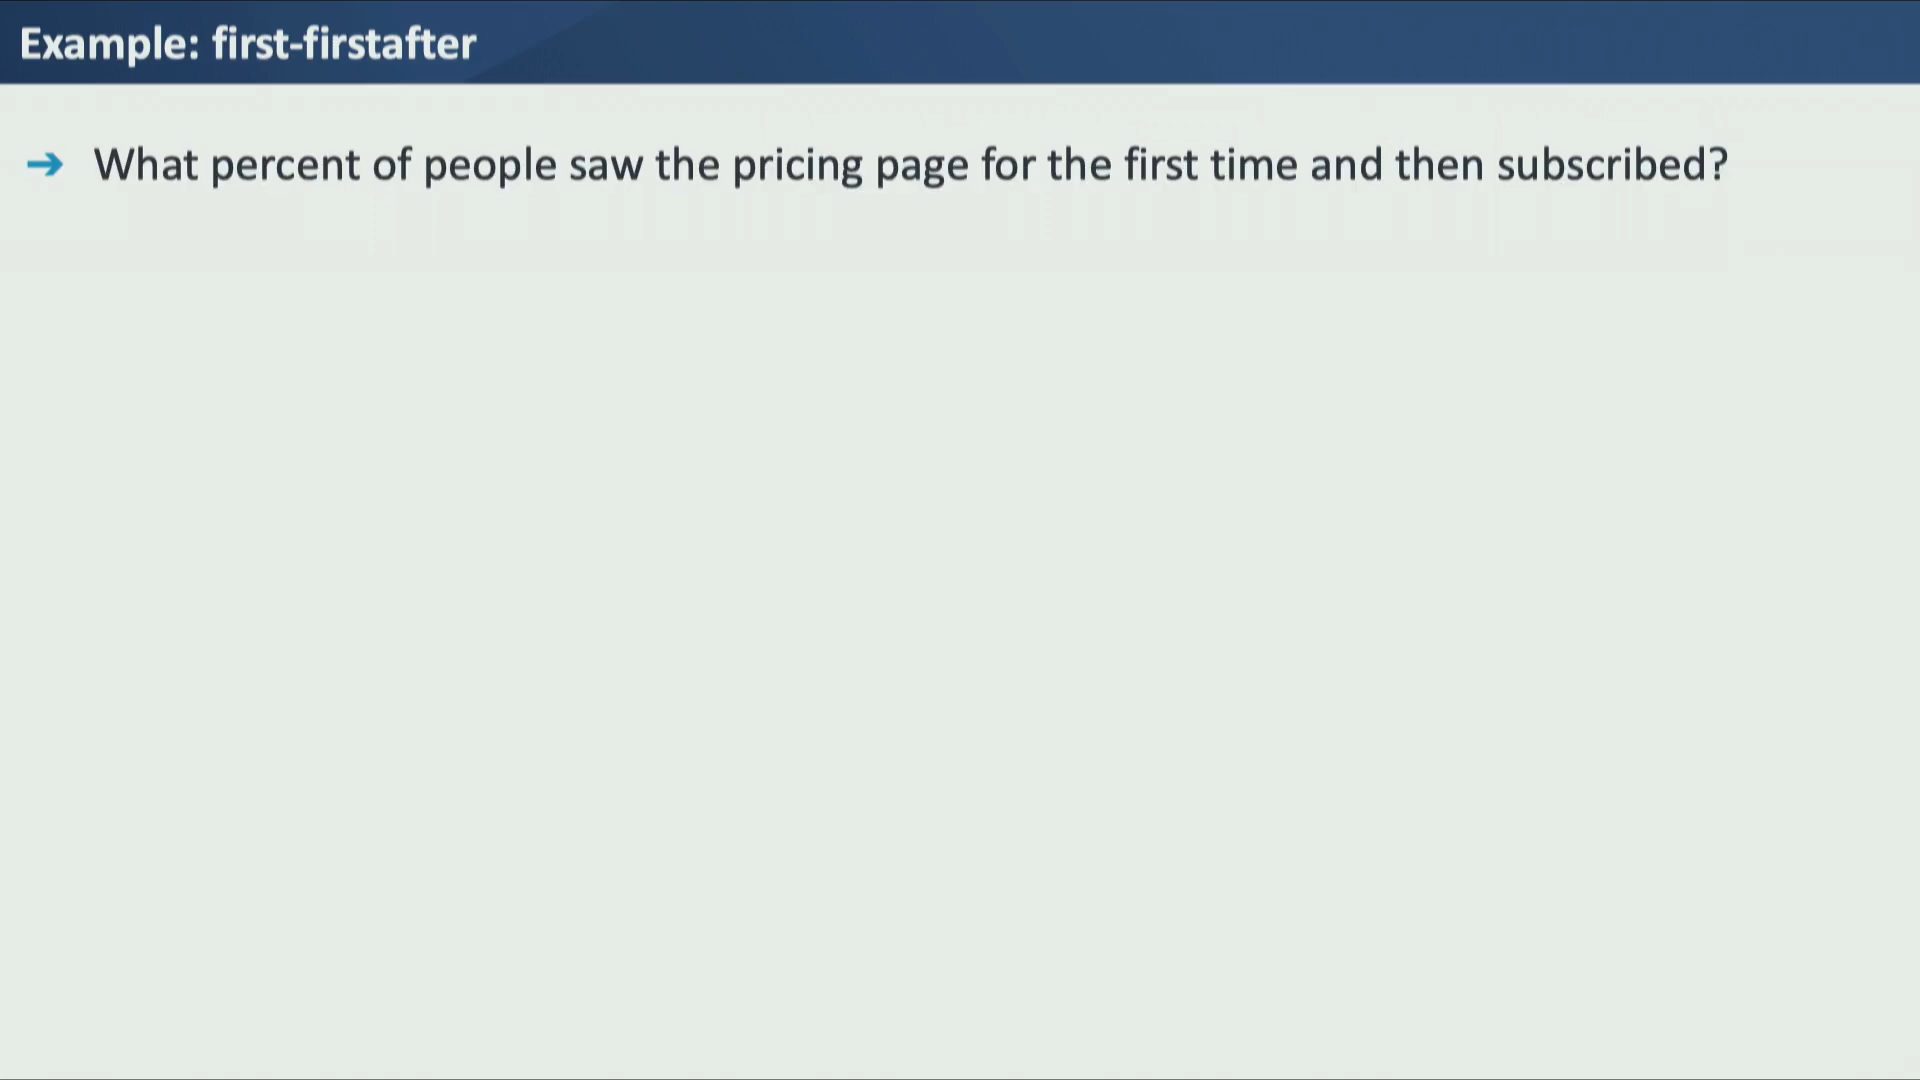 Example: first-firstafter
➔ What percent of people saw the pricing page for the first time and then subscribed?